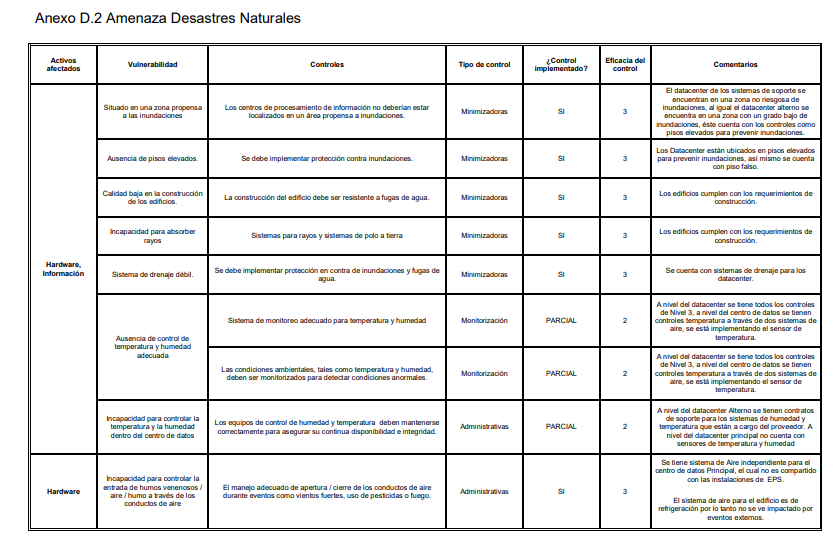 Anexo D.2 Amenaza Desastres Naturales
Activos
afectados
Vulnerabilidad
Controles
Tipo de control
¿Control
implementado?
Eficacia del
control
Comentarios
Hardware,
Información
Situado en una zona propensa
a las inundaciones
Los centros de procesamiento de información no deberían estar
localizados en un área propensa a inundaciones.
Minimizadoras
SI
3
El datacenter de los sistemas de soporte se
encuentran en una zona no riesgosa de
inundaciones, al igual el datacenter alterno se
encuentra en una zona con un grado bajo de
inundaciones, éste cuenta con los controles como
pisos elevados para prevenir inundaciones.
Ausencia de pisos elevados.
Se debe implementar protección contra inundaciones.
Minimizadoras
SI
3
Los Datacenter están ubicados en pisos elevados
para prevenir inundaciones, así mismo se cuenta
con piso falso.
Calidad baja en la construcción
de los edificios.
La construcción del edificio debe ser resistente a fugas de agua.
Minimizadoras
SI
3
Los edificios cumplen con los requerimientos de
construcción.
Incapacidad para absorber
rayos
Sistemas para rayos y sistemas de polo a tierra
Minimizadoras
SI
3
Los edificios cumplen con los requerimientos de
construcción.
Sistema de drenaje débil.
Se debe implementar protección en contra de inundaciones y fugas de
agua.
Minimizadoras
SI
3
Se cuenta con sistemas de drenaje para los
datacenter.
Ausencia de control de
temperatura y humedad
adecuada
Sistema de monitoreo adecuado para temperatura y humedad
Monitorización
PARCIAL
2
A nivel del datacenter se tiene todos los controles
de Nivel 3, a nivel del centro de datos se tienen
controles temperatura a través de dos sistemas de
aire, se está implementando el sensor de
temperatura.
Las condiciones ambientales, tales como temperatura y humedad,
deben ser monitorizados para detectar condiciones anormales.
Monitorización
PARCIAL
2
A nivel del datacenter se tiene todos los controles
de Nivel 3, a nivel del centro de datos se tienen
controles temperatura a través de dos sistemas de
aire, se está implementando el sensor de
temperatura.
Incapacidad para controlar la
temperatura y la humedad
dentro del centro de datos
Los equipos de control de humedad y temperatura deben mantenerse
correctamente para asegurar su continua disponibilidad e integridad.
Administrativas
PARCIAL
2
A nivel del datacenter Alterno se tienen contratos
de soporte para los sistemas de humedad y
temperatura que están a cargo del proveedor. A
nivel del datacenter principal no cuenta con
sensores de temperatura y humedad
Hardware
Incapacidad para controlar la
entrada de humos venenosos /
aire / humo a través de los
conductos de aire
El manejo adecuado de apertura / cierre de los conductos de aire
durante eventos como vientos fuertes, uso de pesticidas o fuego.
Administrativas
SI
3
Se tiene sistema de Aire independiente para el
centro de datos Principal, el cual no es compartido
con las instalaciones de EPS.
El sistema de aire para el edificio es de
refrigeración por lo tanto no se ve impactado por
eventos externos.